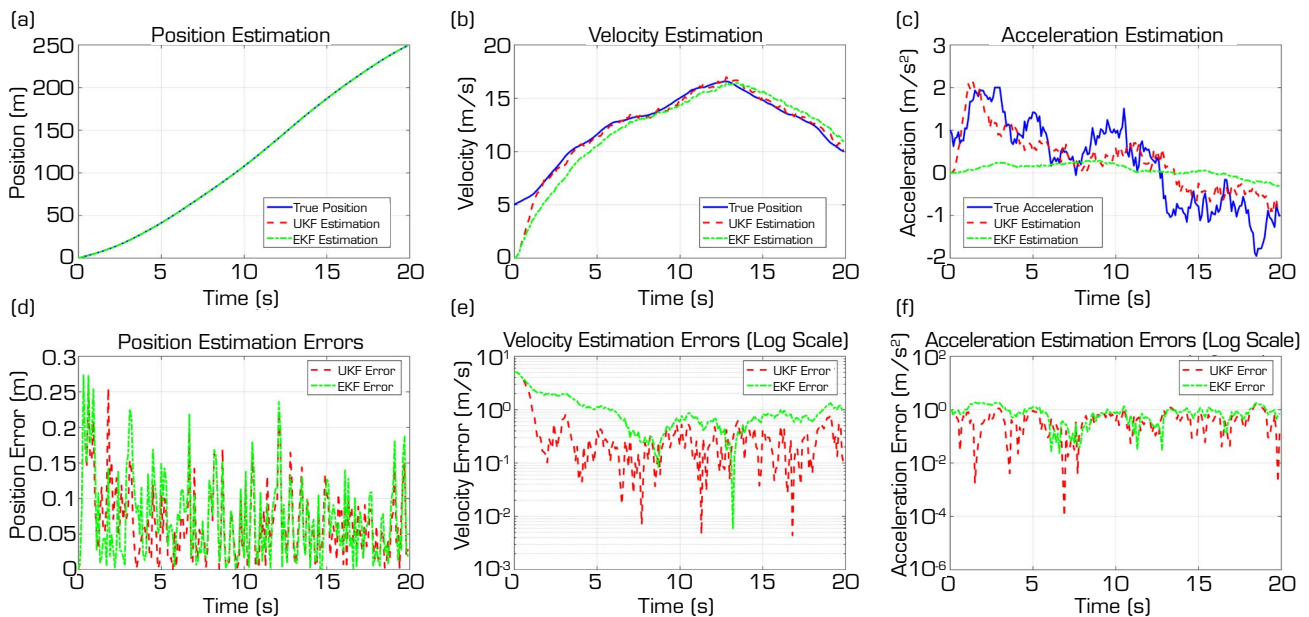 (a)
Position Estimation
Position (m)
250
200
150
100
50
0
0
5
10
15
20
Time (s)
True Position
UKF Estimation
EKF Estimation
(b)
Velocity Estimation
Velocity (m/s)
20
15
10
5
0
0
5
10
15
20
Time (s)
True Position
UKF Estimation
EKF Estimation
(c)
Acceleration Estimation
Acceleration (m/s²)
3
2
1
0
-1
-2
0
5
10
15
20
Time (s)
True Acceleration
UKF Estimation
EKF Estimation
(d)
Position Estimation Errors
Position Error (m)
0.3
0.25
0.2
0.15
0.1
0.05
0
0
5
10
15
20
Time (s)
UKF Error
EKF Error
(e)
Velocity Estimation Errors (Log Scale)
Velocity Error (m/s)
10¹
10⁰
10⁻¹
10⁻²
10⁻³
0
5
10
15
20
Time (s)
UKF Error
EKF Error
(f)
Acceleration Estimation Errors (Log Scale)
Acceleration Error (m/s²)
10²
10⁰
10⁻²
10⁻⁴
10⁻⁶
0
5
10
15
20
Time (s)
UKF Error
EKF Error